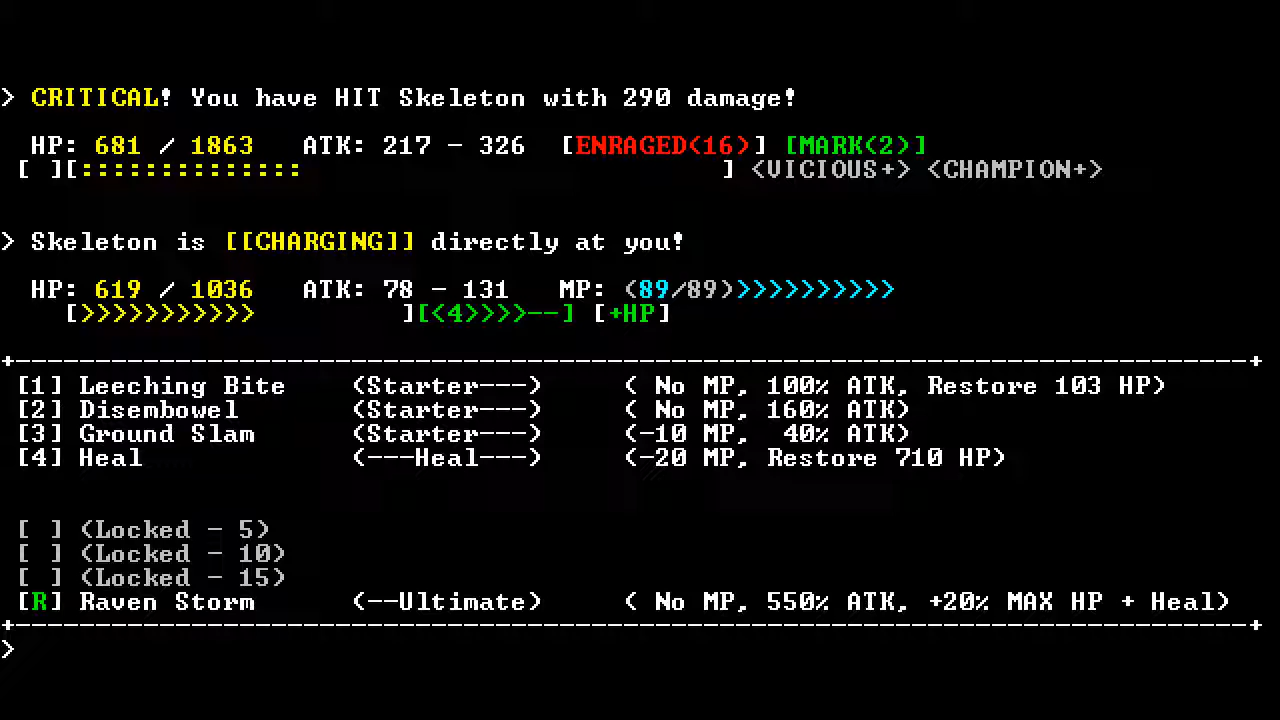 > CRITICAL! You have HIT Skeleton with 290 damage!
HP: 681 / 1863   ATK: 217 - 326  [ENRAGED(16)] [MARK(2)]
[ ][::::::::::::::                          ] <VICIOUS+> <CHAMPION+>
> Skeleton is [[CHARGING]] directly at you!
HP: 619 / 1036   ATK: 78 - 131  MP: (89/89)>>>>>>>>>>
[>>>>>>>>>>>         ][(4)>>>>--] [+HP]
+-----------------------------------------------------------------------------+
[1] Leeching Bite    (Starter---)     ( No MP, 100% ATK, Restore 103 HP)
[2] Disembowel       (Starter---)     ( No MP, 160% ATK)
[3] Ground Slam      (Starter---)     (-10 MP,  40% ATK)
[4] Heal             (---Heal---)     (-20 MP, Restore 710 HP)
[ ] (Locked - 5)
[ ] (Locked - 10)
[ ] (Locked - 15)
[R] Raven Storm      (--Ultimate)     ( No MP, 550% ATK, +20% MAX HP + Heal)
+-----------------------------------------------------------------------------+
>